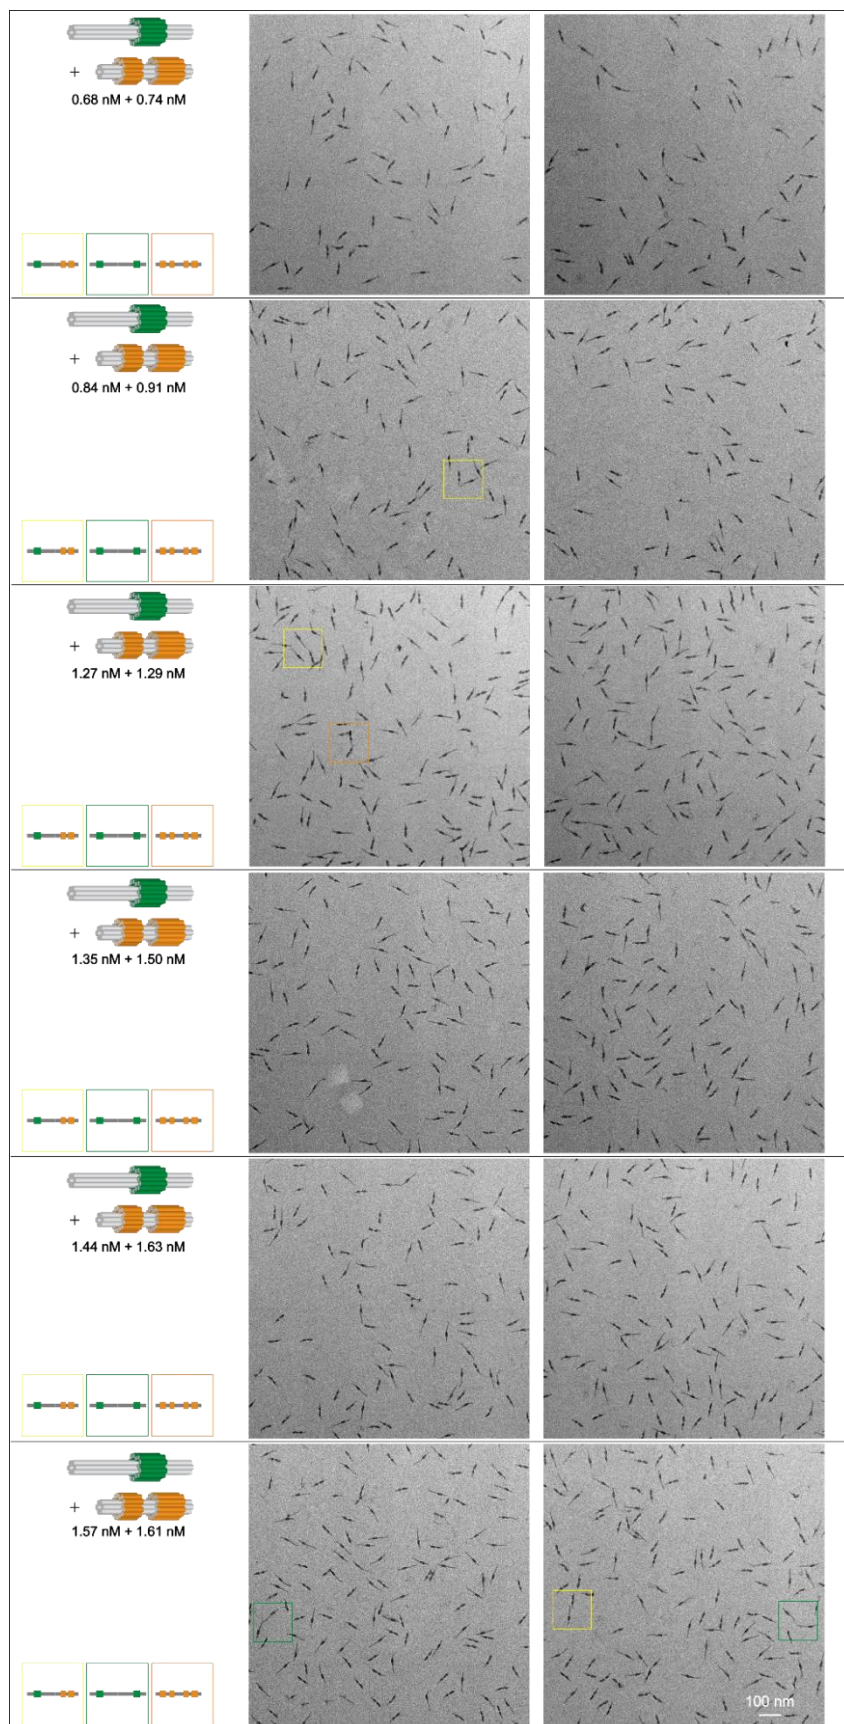 +
0.68 nM + 0.74 nM
+
0.84 nM + 0.91 nM
+
1.27 nM + 1.29 nM
+
1.35 nM + 1.50 nM
+
1.44 nM + 1.63 nM
+
1.57 nM + 1.61 nM
100 nm